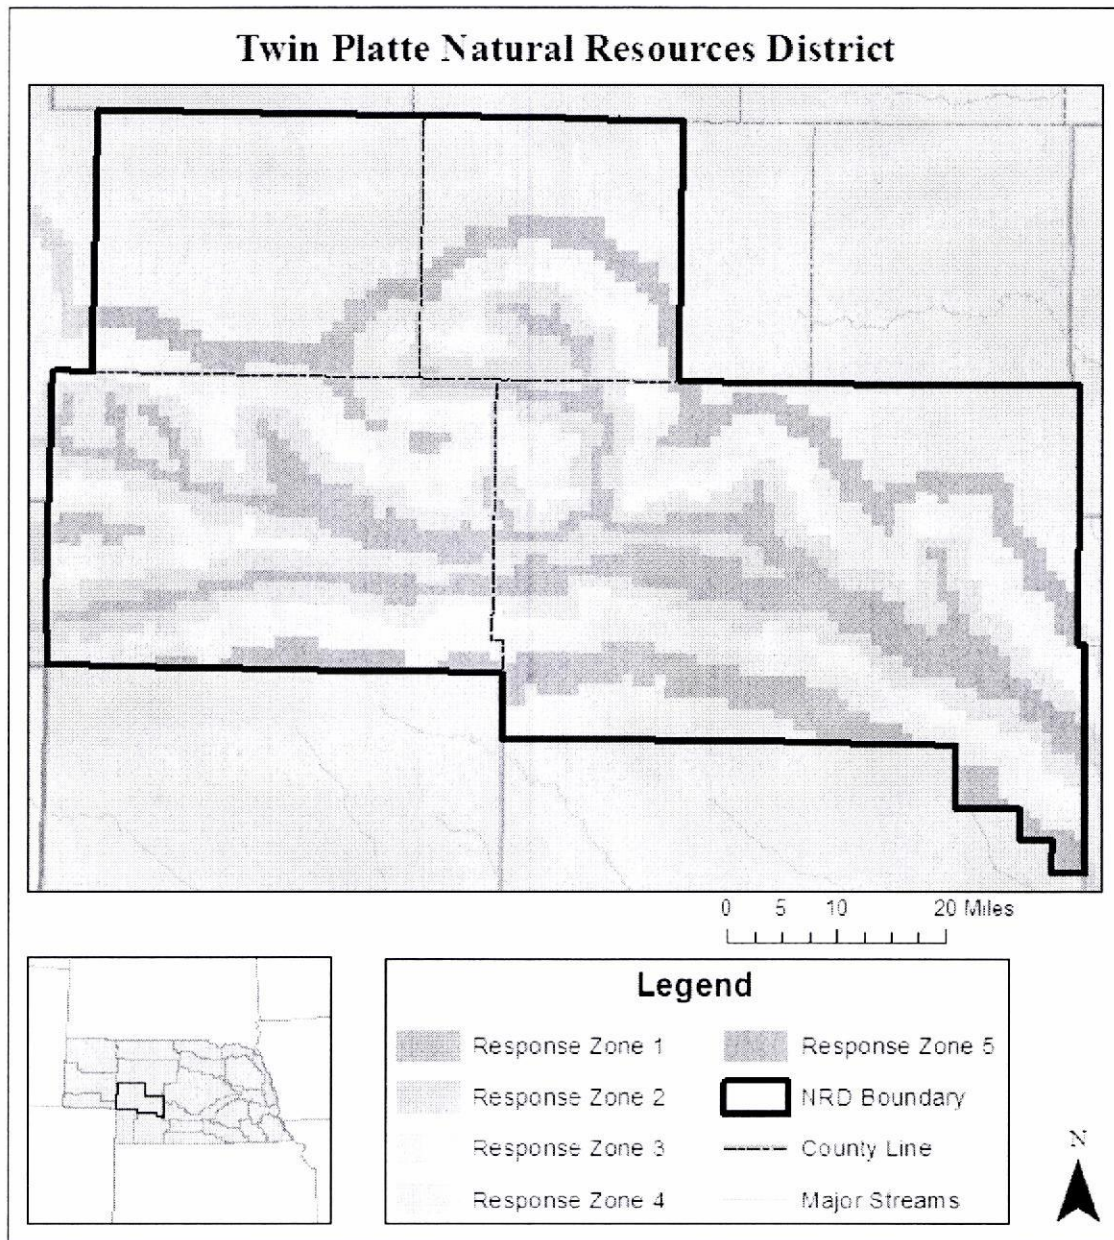 Twin Platte Natural Resources District
0 5 10 20 Miles
Legend
Response Zone 1
Response Zone 2
Response Zone 3
Response Zone 4
Response Zone 5
NRD Boundary
County Line
Major Streams
N